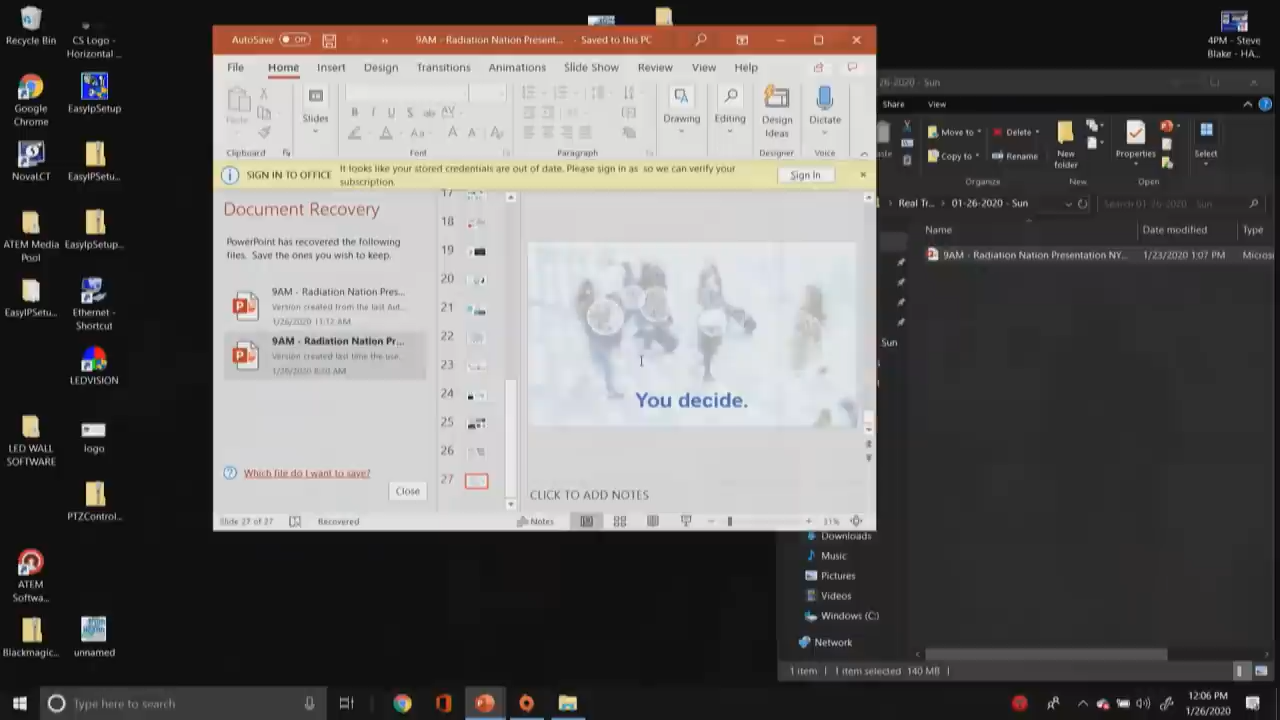 Recycle Bin
CS Logo -
Horizontal ...
Google
Chrome
EasyIpSetup
NovaLCT
EasyIPSetu...
ATEM Media
Pool
EasyIpSetup
EasyIPSetu...
Ethernet -
Shortcut
LEDVISION
LED WALL
SOFTWARE
logo
PTZControl...
ATEM
Softwa...
Blackmagic...
unnamed
4PM - Steve
Blake - HA...
AutoSave Off
9AM - Radiation Nation Present... - Saved to this PC
File Home Insert Design Transitions Animations Slide Show Review View Help
Paste
Slides
Drawing
Editing
Design
Ideas
Dictate
Clipboard Font Paragraph Designer Voice
SIGN IN TO OFFICE
It looks like your stored credentials are out of date. Please sign in as so we can verify your
subscription.
Sign In
Document Recovery
PowerPoint has recovered the following
files. Save the ones you wish to keep.
9AM - Radiation Nation Pres...
Version created from the last Aut...
1/26/2020 11:12 AM
9AM - Radiation Nation Pr...
Version created last time the use...
Which file do I want to save?
Close
17
18
19
20
21
22
23
24
25
26
27
You decide.
CLICK TO ADD NOTES
Slide 27 of 27 Recovered
Notes
31%
26-2020 - Sun
Share View
Move to
Copy to
Delete
Rename
New
folder
Properties
Select
Organize New Open
Real Tr... 01-26-2020 - Sun
Search 01-26-2020 - Sun
Name Date modified Type
9AM - Radiation Nation Presentation NY... 1/23/2020 1:07 PM Micros
Sun
Downloads
Music
Pictures
Videos
Windows (C:)
Network
1 item 1 item selected 140 MB
Type here to search
12:06 PM
1/26/2020